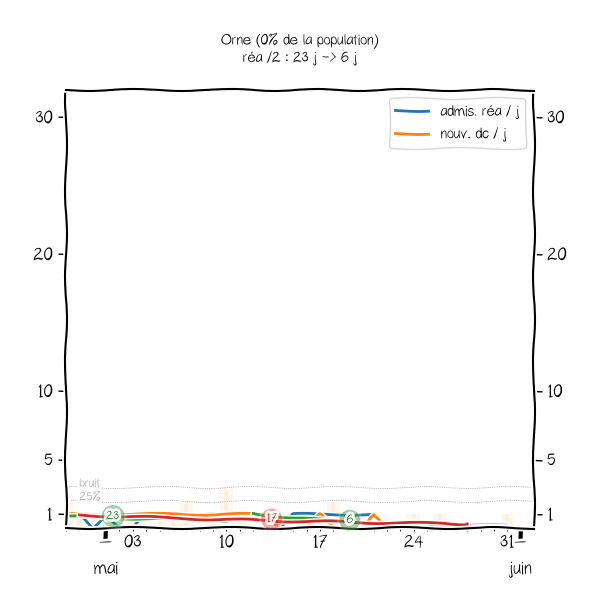 Orne (0% de la population)
réa /2 : 23 j -> 6 j
admis. réa / j
nouv. dc / j
30
30
20
20
10
10
5
5
bruit
25%
1
1
23
17
6
03
10
17
24
31
mai
juin